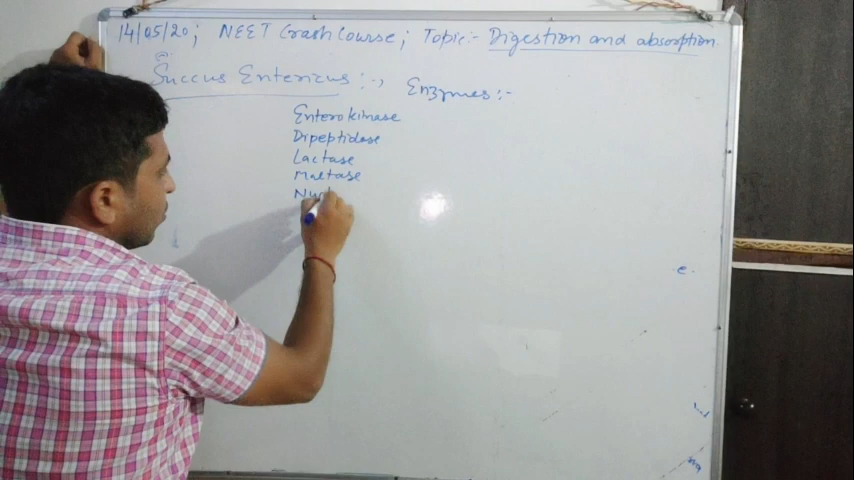 14/05/20; NEET Crash Course; Topic:- Digestion and absorption
Succus Entericus :-, Enzymes:-
Enterokinase
Dipeptidase
Lactase
Maltase